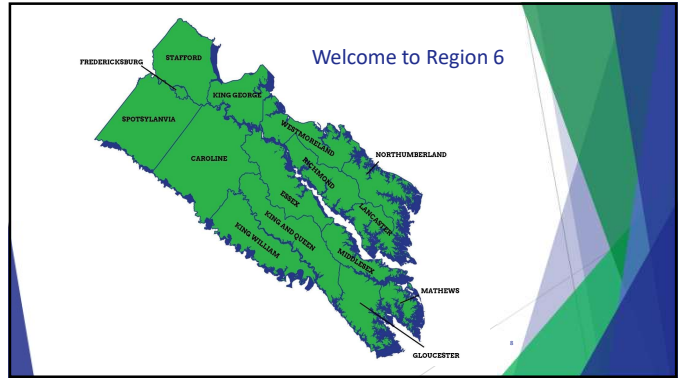 Welcome to Region 6
STAFFORD
FREDERICKSBURG
KING GEORGE
SPOTSYLANVIA
WESTMORELAND
NORTHUMBERLAND
CAROLINE
RICHMOND
ESSEX
LANCASTER
KING AND QUEEN
KING WILLIAM
MIDDLESEX
MATHEWS
GLOUCESTER
8